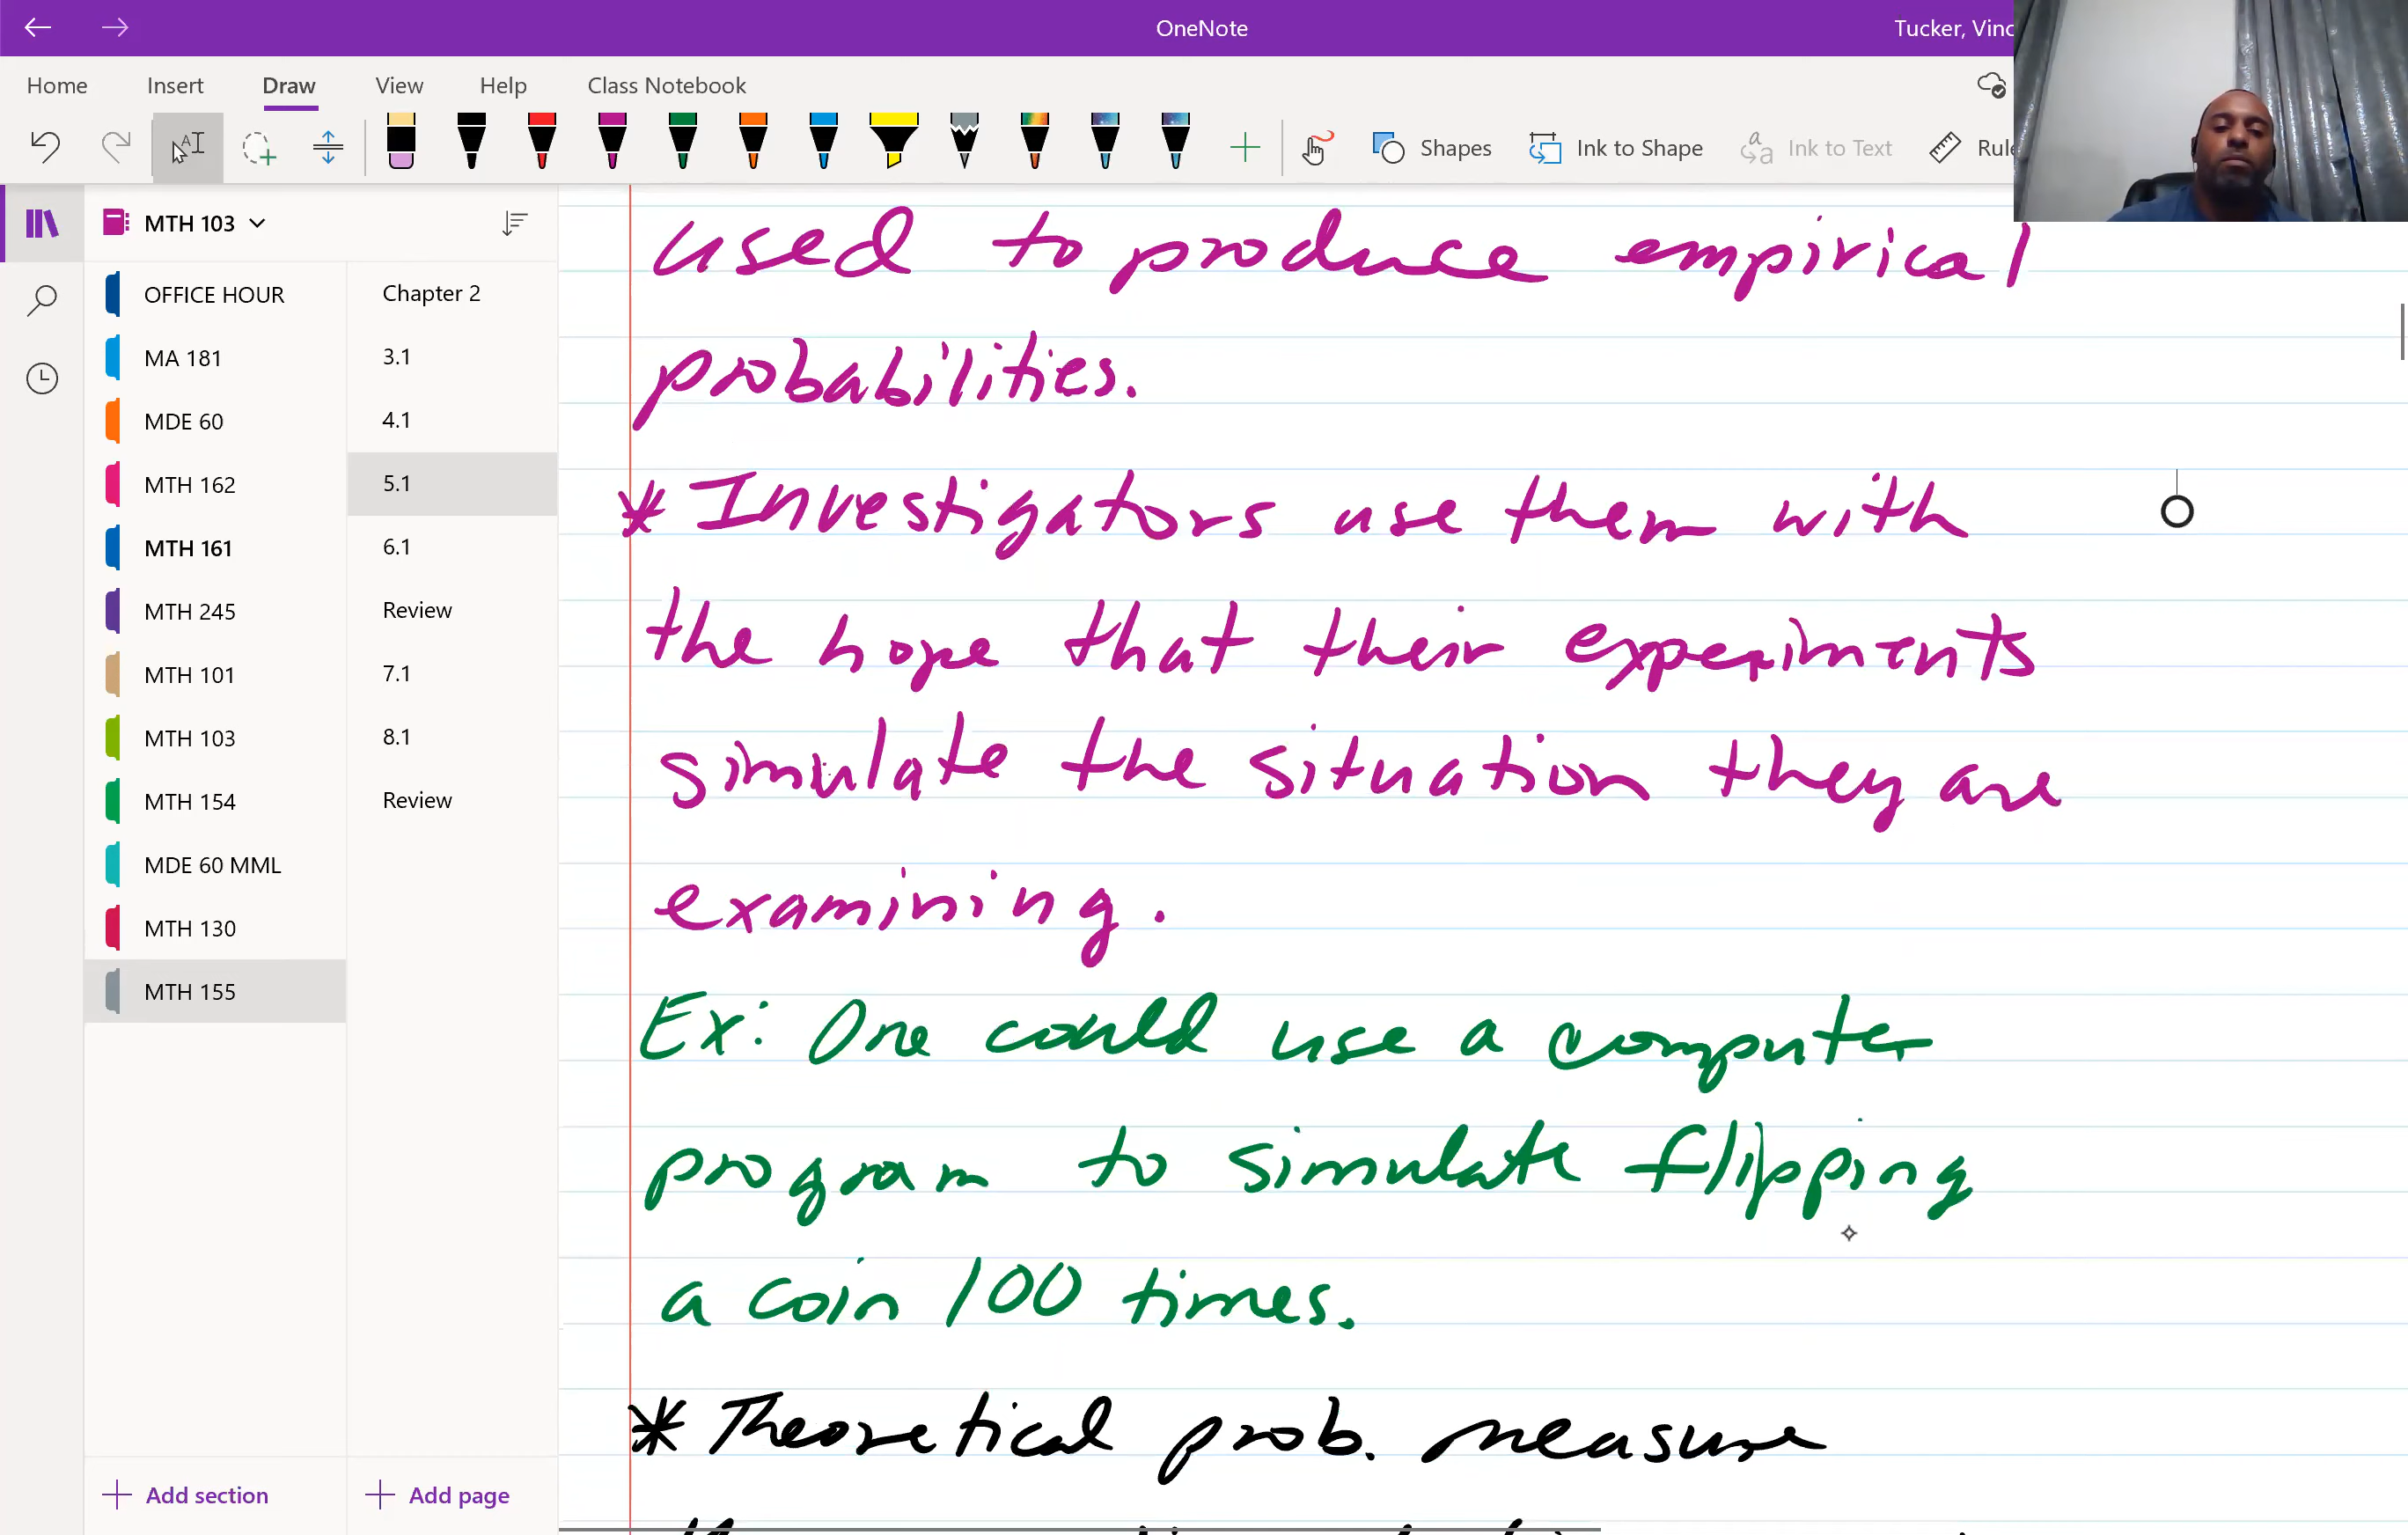 OneNote
Tucker, Vinc
Home Insert Draw View Help Class Notebook
Shapes Ink to Shape Ink to Text Rule
MTH 103
OFFICE HOUR
MA 181
MDE 60
MTH 162
MTH 161
MTH 245
MTH 101
MTH 103
MTH 154
MDE 60 MML
MTH 130
MTH 155
Add section
Chapter 2
3.1
4.1
5.1
6.1
Review
7.1
8.1
Review
Add page
used to produce empirical
probabilities.
* Investigators use them with
the hope that their experiments
simulate the situation they are
examining.
Ex: One could use a computer
program to simulate flipping
a coin 100 times.
* Theoretical prob. measure